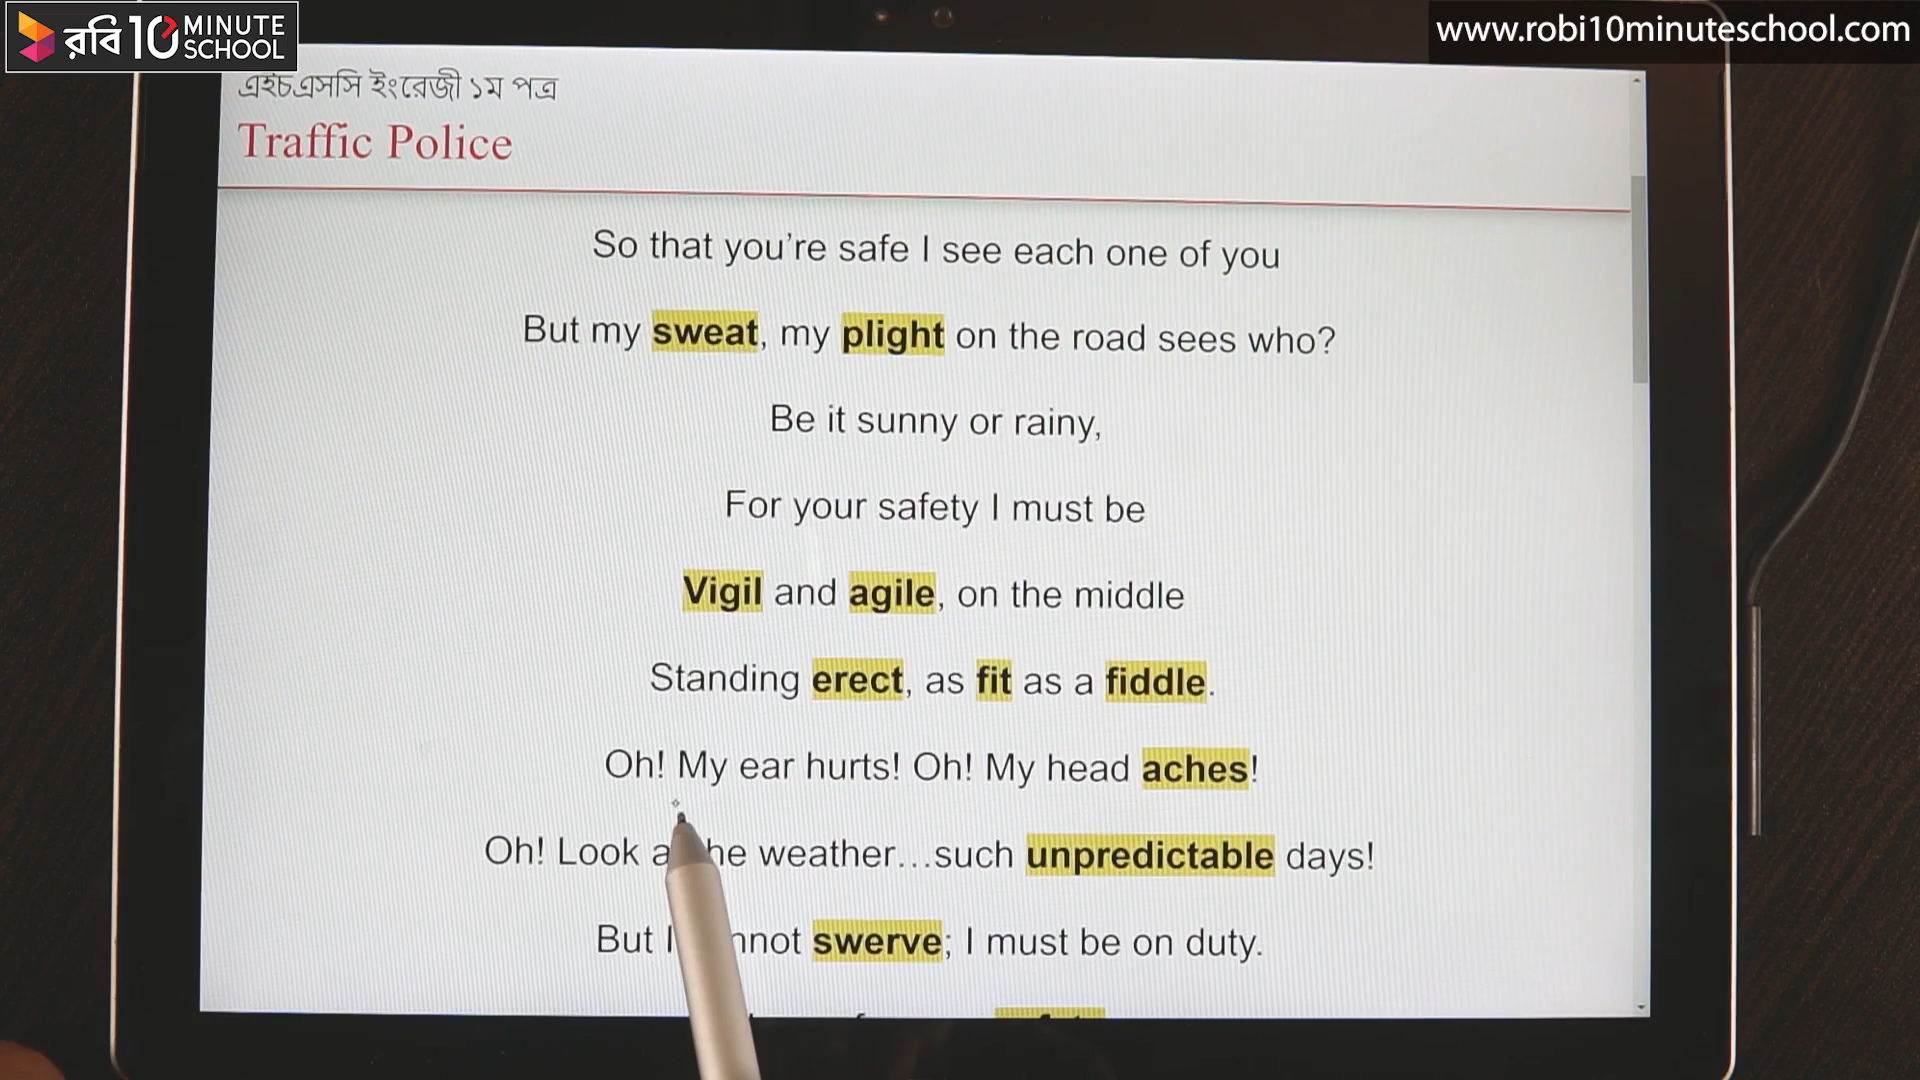 রবি 10 MINUTE SCHOOL
www.robi10minuteschool.com
এইচএসসি ইংরেজী ১ম পত্র
Traffic Police
So that you're safe I see each one of you
But my sweat, my plight on the road sees who?
Be it sunny or rainy,
For your safety I must be
Vigil and agile, on the middle
Standing erect, as fit as a fiddle.
Oh! My ear hurts! Oh! My head aches!
Oh! Look a he weather...such unpredictable days!
But I nnot swerve; I must be on duty.